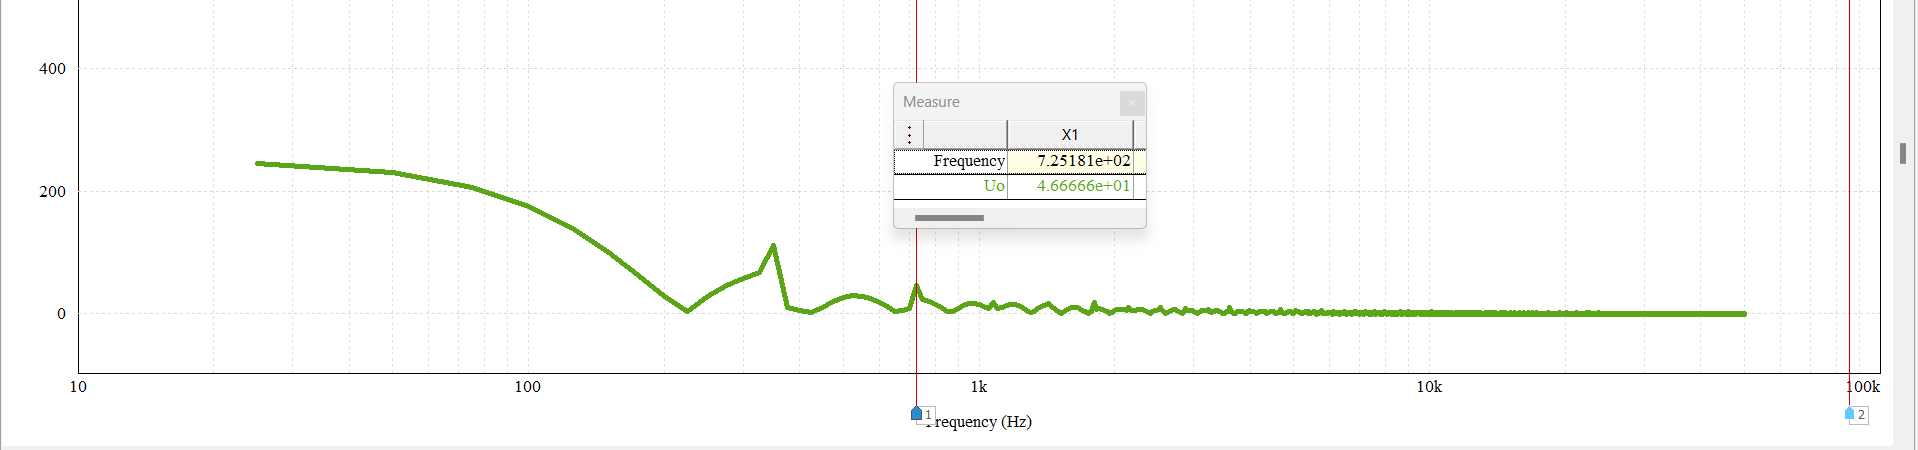 400
Measure
×
X1
Frequency 7.25181e+02
Uo 4.66666e+01
200
0
10 100 1k 10k 100k
1 2
Frequency (Hz)